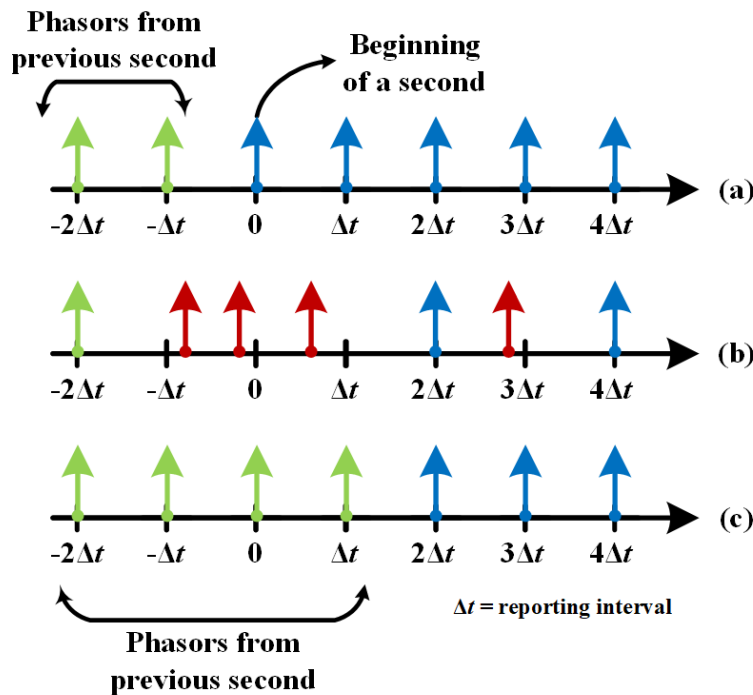 Phasors from
previous second
Beginning
of a second
(a)
-2Δt -Δt 0 Δt 2Δt 3Δt 4Δt
(b)
-2Δt -Δt 0 Δt 2Δt 3Δt 4Δt
(c)
-2Δt -Δt 0 Δt 2Δt 3Δt 4Δt
Δt = reporting interval
Phasors from
previous second